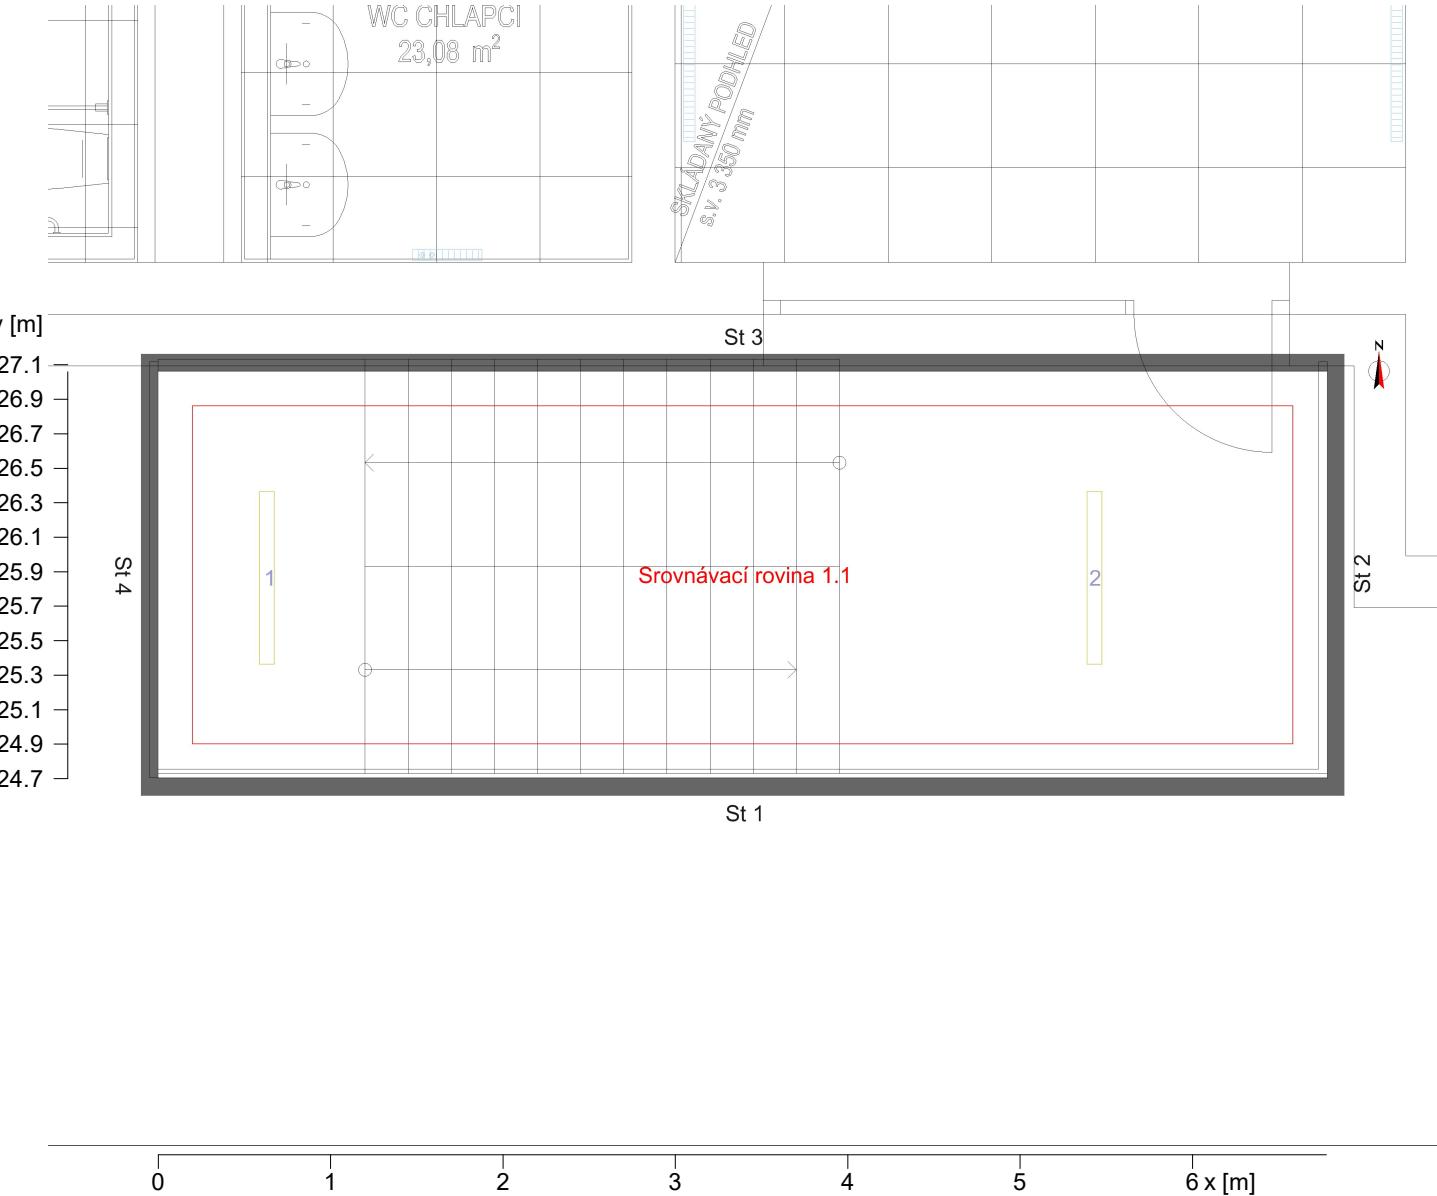 WC CHLAPCI
23,08 m²
SKLÁDANÝ PODHLED
s.v. 3 350 mm
y [m]
St 3
27.1
26.9
26.7
26.5
26.3
26.1
25.9
25.7
25.5
25.3
25.1
24.9
24.7
z
St 4
1
Srovnávací rovina 1.1
2
St 2
St 1
0 1 2 3 4 5 6 x [m]